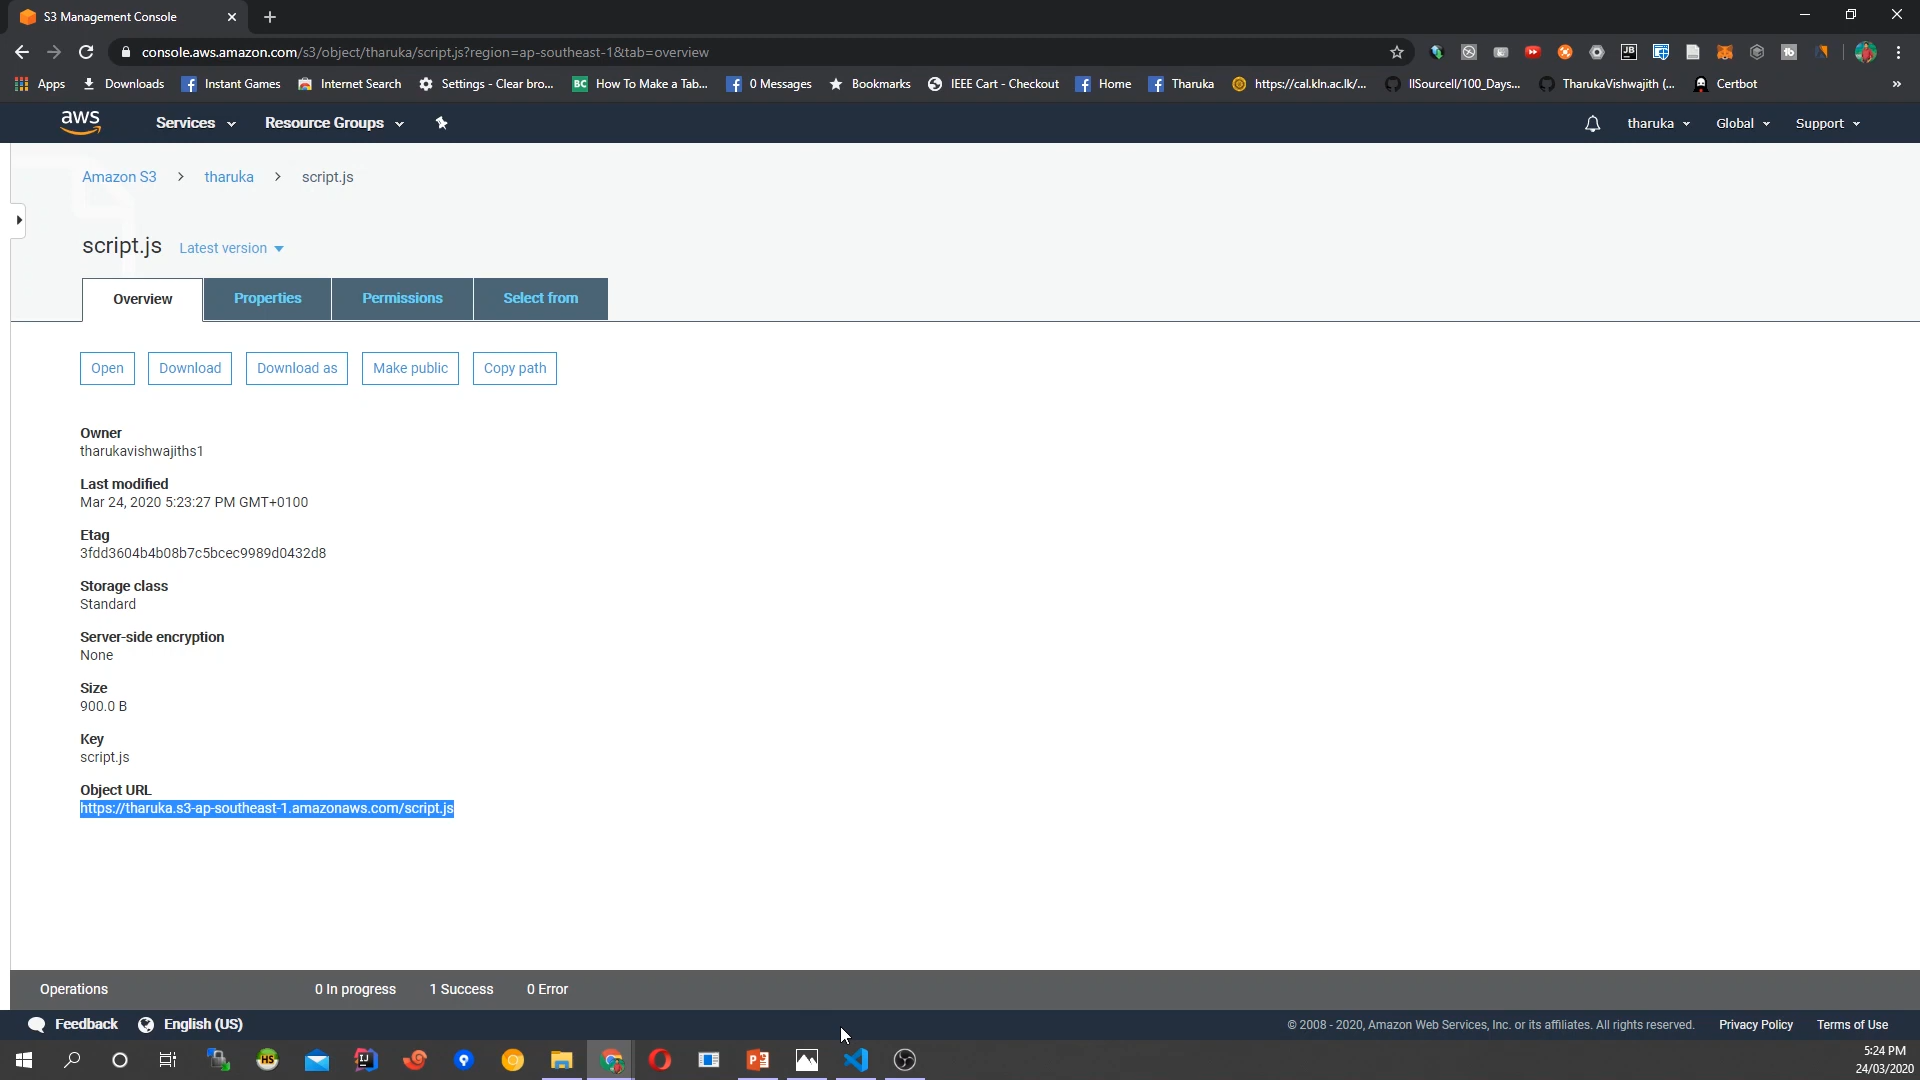 S3 Management Console
console.aws.amazon.com/s3/object/tharuka/script.js?region=ap-southeast-1&tab=overview
Apps Downloads Instant Games Internet Search Settings - Clear bro... How To Make a Tab... 0 Messages Bookmarks IEEE Cart - Checkout Home Tharuka https://cal.kln.ac.lk/... llSourcell/100_Days... TharukaVishwajith (... Certbot »
aws Services Resource Groups tharuka Global Support
Amazon S3 > tharuka > script.js
script.js Latest version
Overview Properties Permissions Select from
Open Download Download as Make public Copy path
Owner
tharukavishwajiths1
Last modified
Mar 24, 2020 5:23:27 PM GMT+0100
Etag
3fdd3604b4b08b7c5bcec9989d0432d8
Storage class
Standard
Server-side encryption
None
Size
900.0 B
Key
script.js
Object URL
https://tharuka.s3-ap-southeast-1.amazonaws.com/script.js
Operations 0 In progress 1 Success 0 Error
Feedback English (US) © 2008 - 2020, Amazon Web Services, Inc. or its affiliates. All rights reserved. Privacy Policy Terms of Use
5:24 PM
24/03/2020